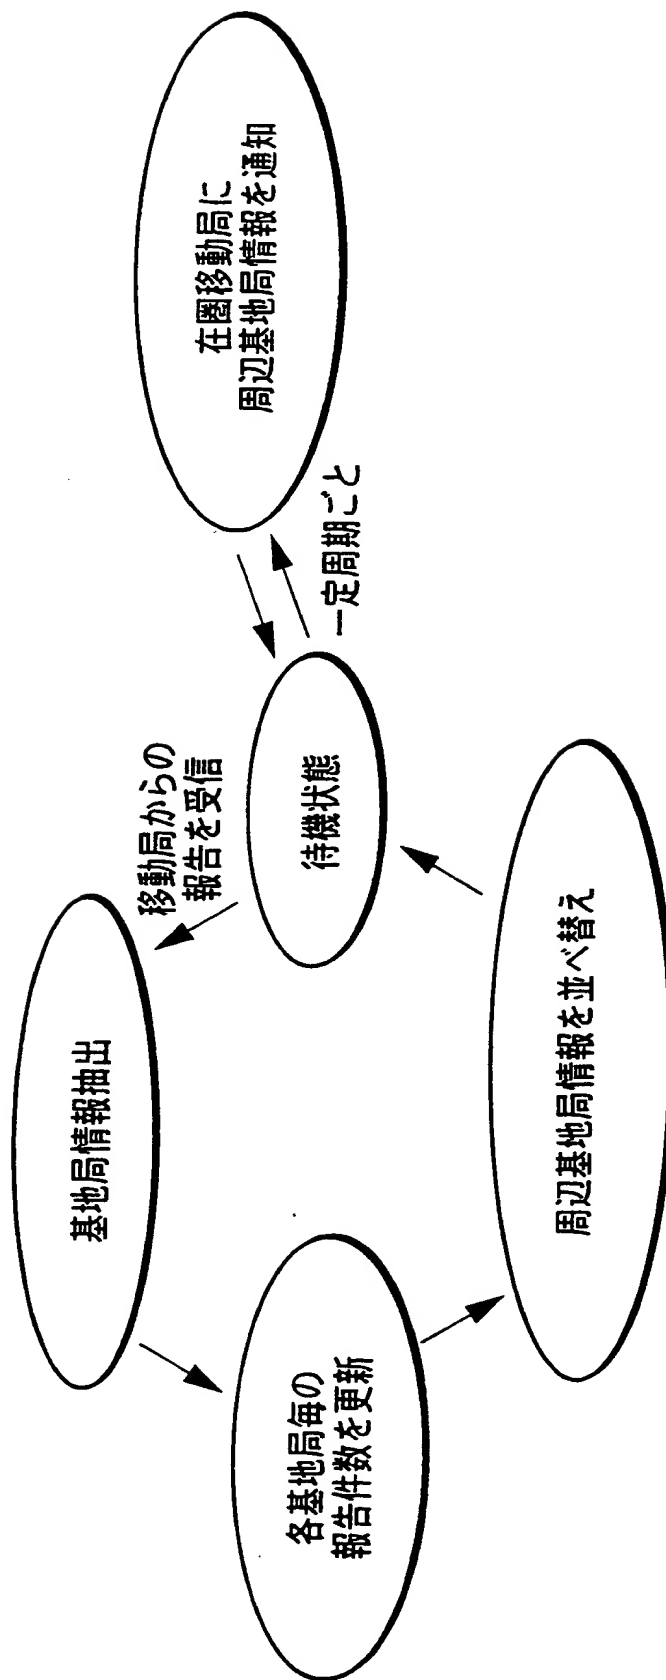 基地局情報抽出
移動局からの
報告を受信
各基地局毎の
報告件数を更新
待機状態
在圏移動局に
周辺基地局情報を通知
一定周期ごと
周辺基地局情報を並べ替え